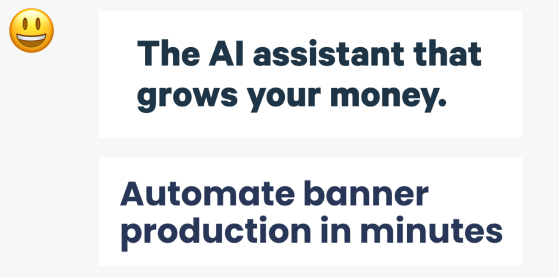 The AI assistant that
grows your money.
Automate banner
production in minutes